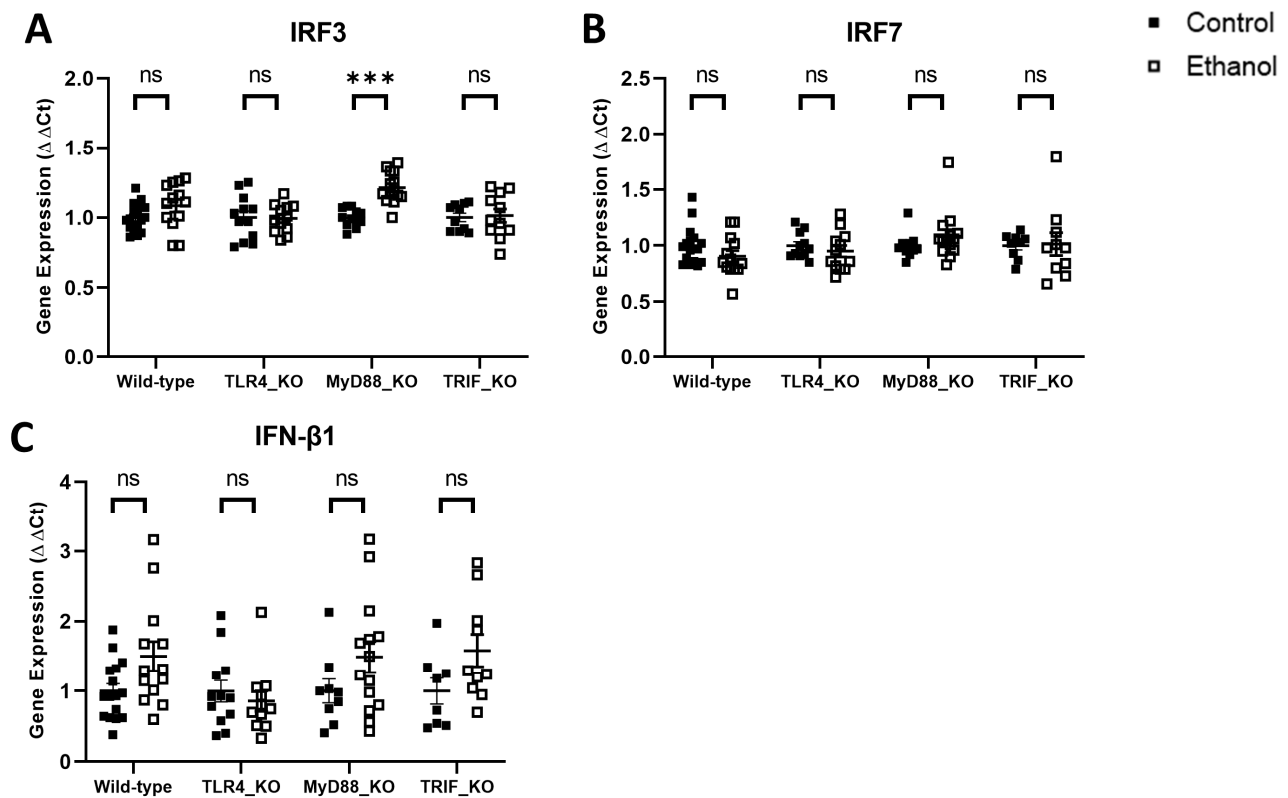 A
IRF3
B
IRF7
Control
Ethanol
Gene Expression (Δ ΔCt)
2.0
1.5
1.0
0.5
0.0
ns
ns
***
ns
Wild-type
TLR4_KO
MyD88_KO
TRIF_KO
Gene Expression (Δ ΔCt)
2.5
2.0
1.5
1.0
0.5
0.0
ns
ns
ns
ns
Wild-type
TLR4_KO
MyD88_KO
TRIF_KO
C
IFN-β1
Gene Expression (Δ ΔCt)
4
3
2
1
0
ns
ns
ns
ns
Wild-type
TLR4_KO
MyD88_KO
TRIF_KO